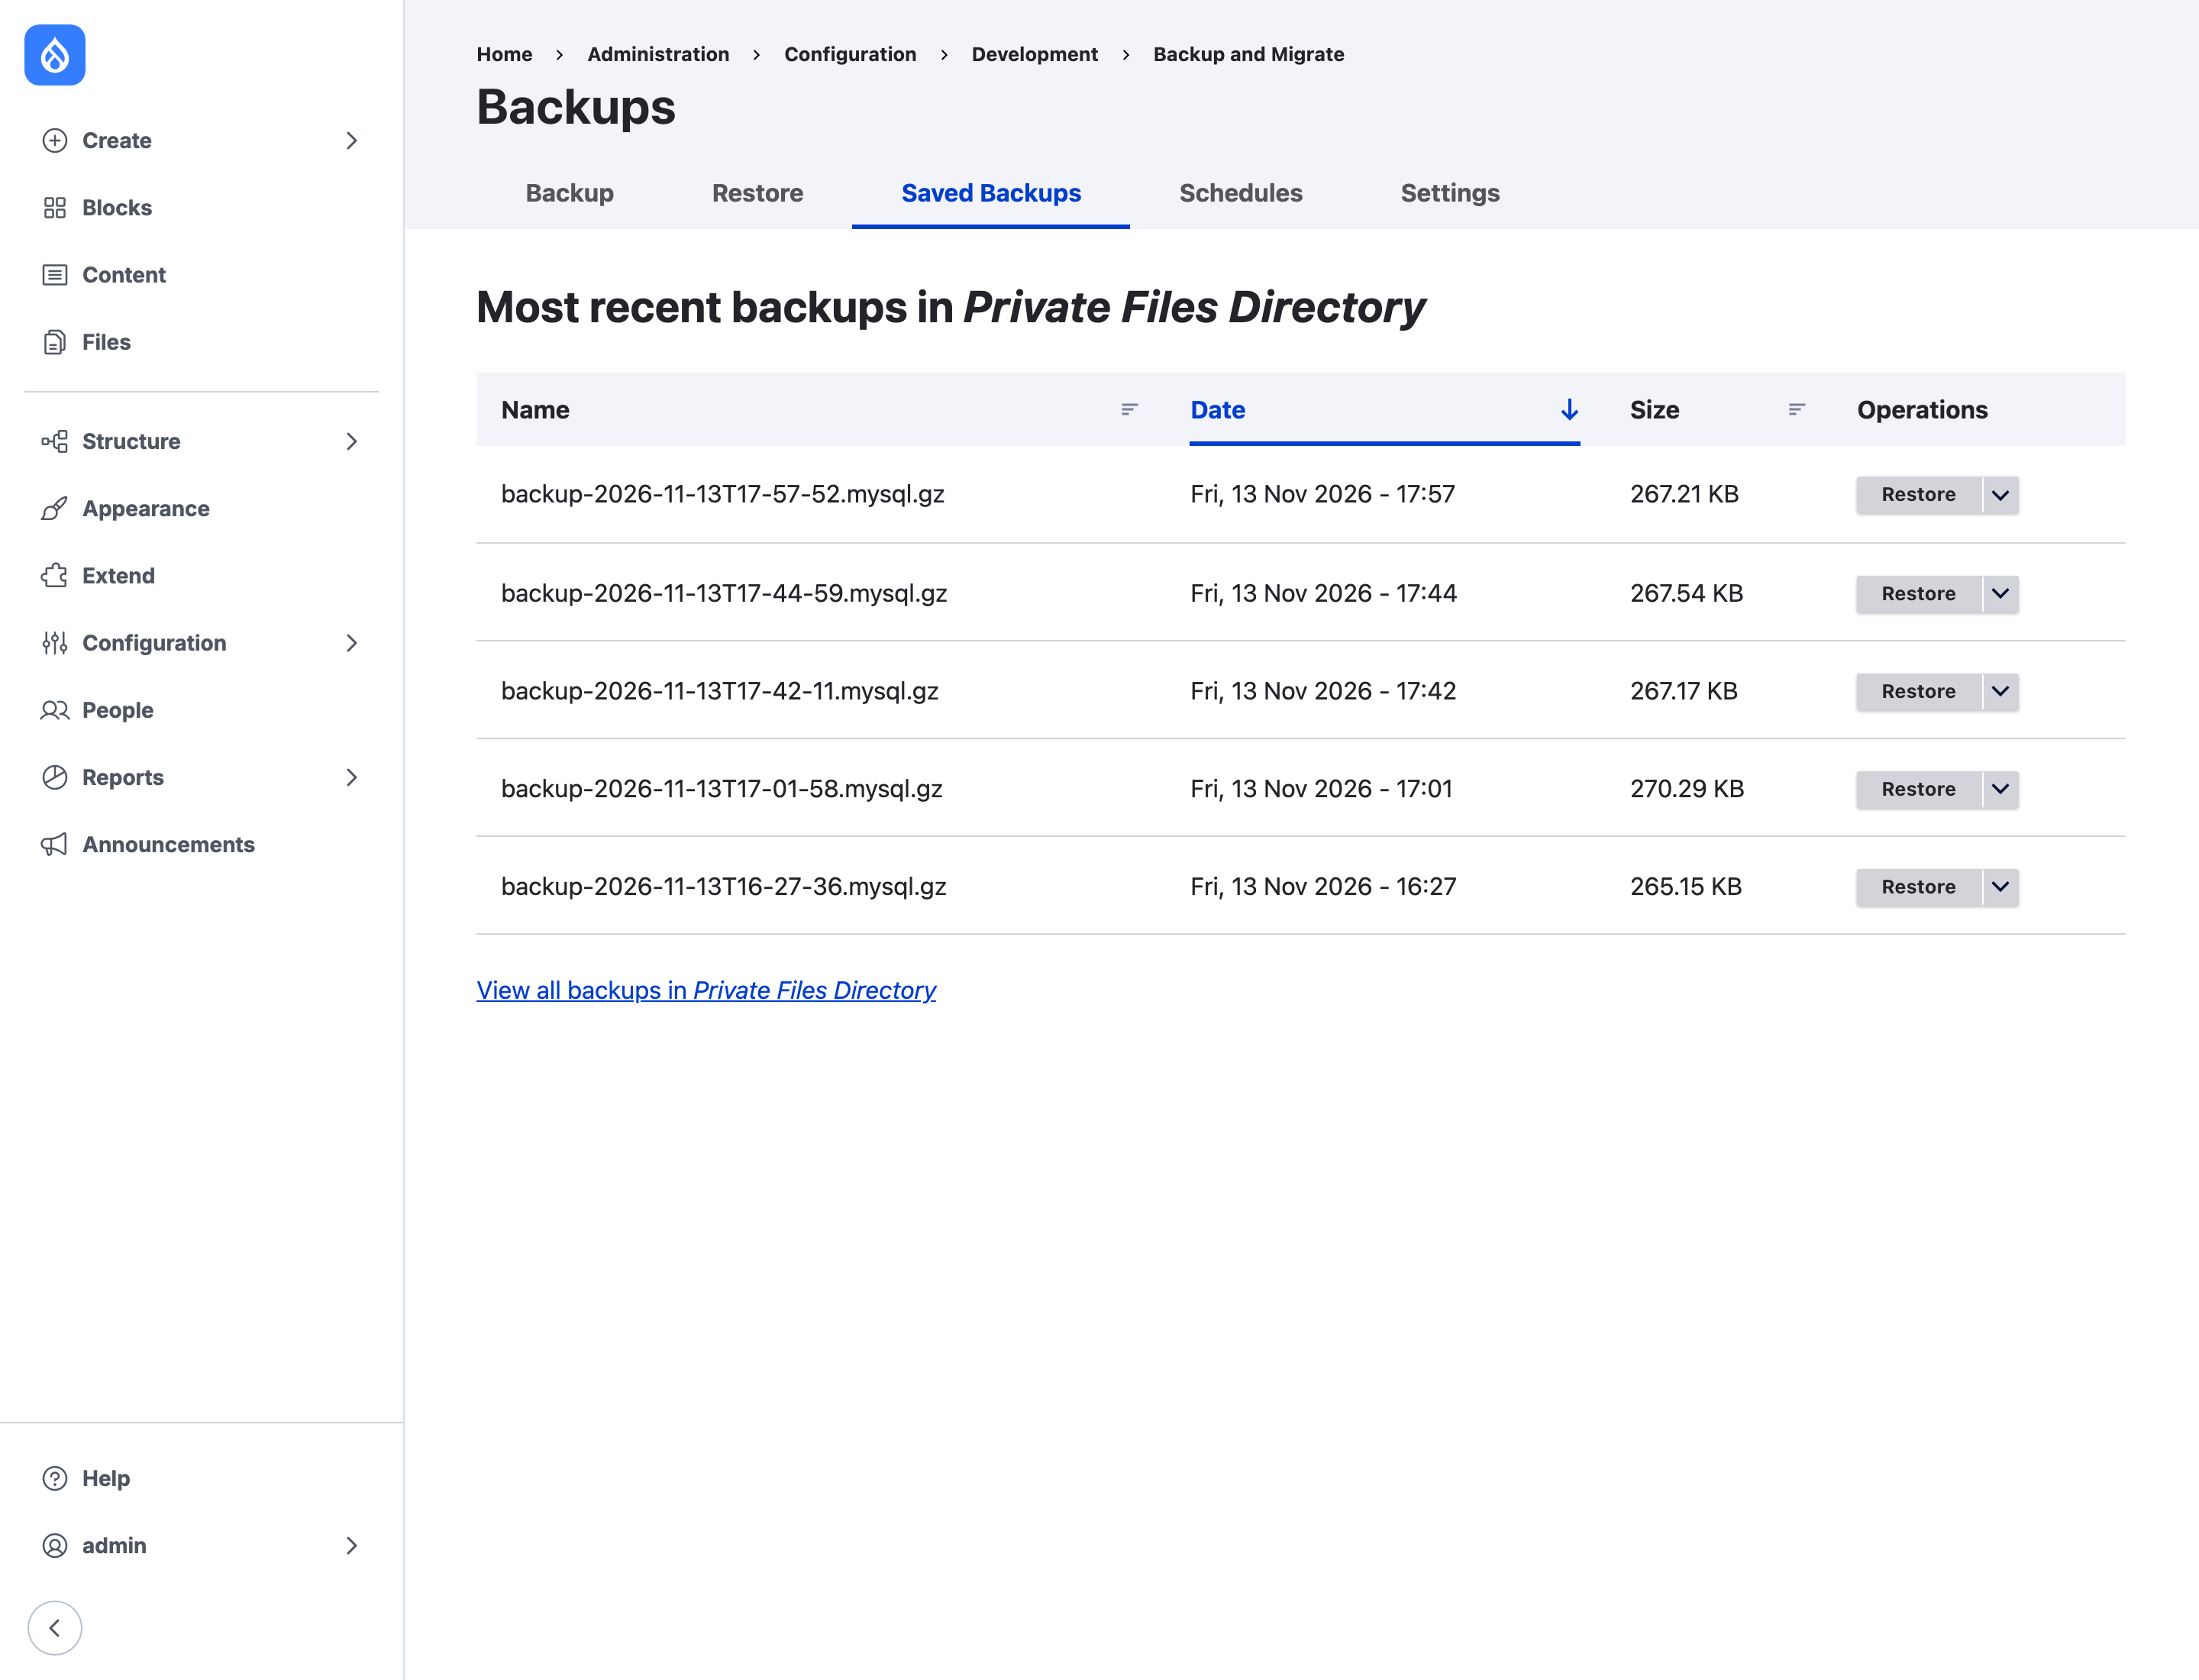 Create
Blocks
Content
Files
Structure
Appearance
Extend
Configuration
People
Reports
Announcements
Help
admin
Home > Administration > Configuration > Development > Backup and Migrate
Backups
Backup Restore Saved Backups Schedules Settings
Most recent backups in Private Files Directory
Name Date Size Operations
backup-2026-11-13T17-57-52.mysql.gz Fri, 13 Nov 2026 - 17:57 267.21 KB Restore
backup-2026-11-13T17-44-59.mysql.gz Fri, 13 Nov 2026 - 17:44 267.54 KB Restore
backup-2026-11-13T17-42-11.mysql.gz Fri, 13 Nov 2026 - 17:42 267.17 KB Restore
backup-2026-11-13T17-01-58.mysql.gz Fri, 13 Nov 2026 - 17:01 270.29 KB Restore
backup-2026-11-13T16-27-36.mysql.gz Fri, 13 Nov 2026 - 16:27 265.15 KB Restore
View all backups in Private Files Directory